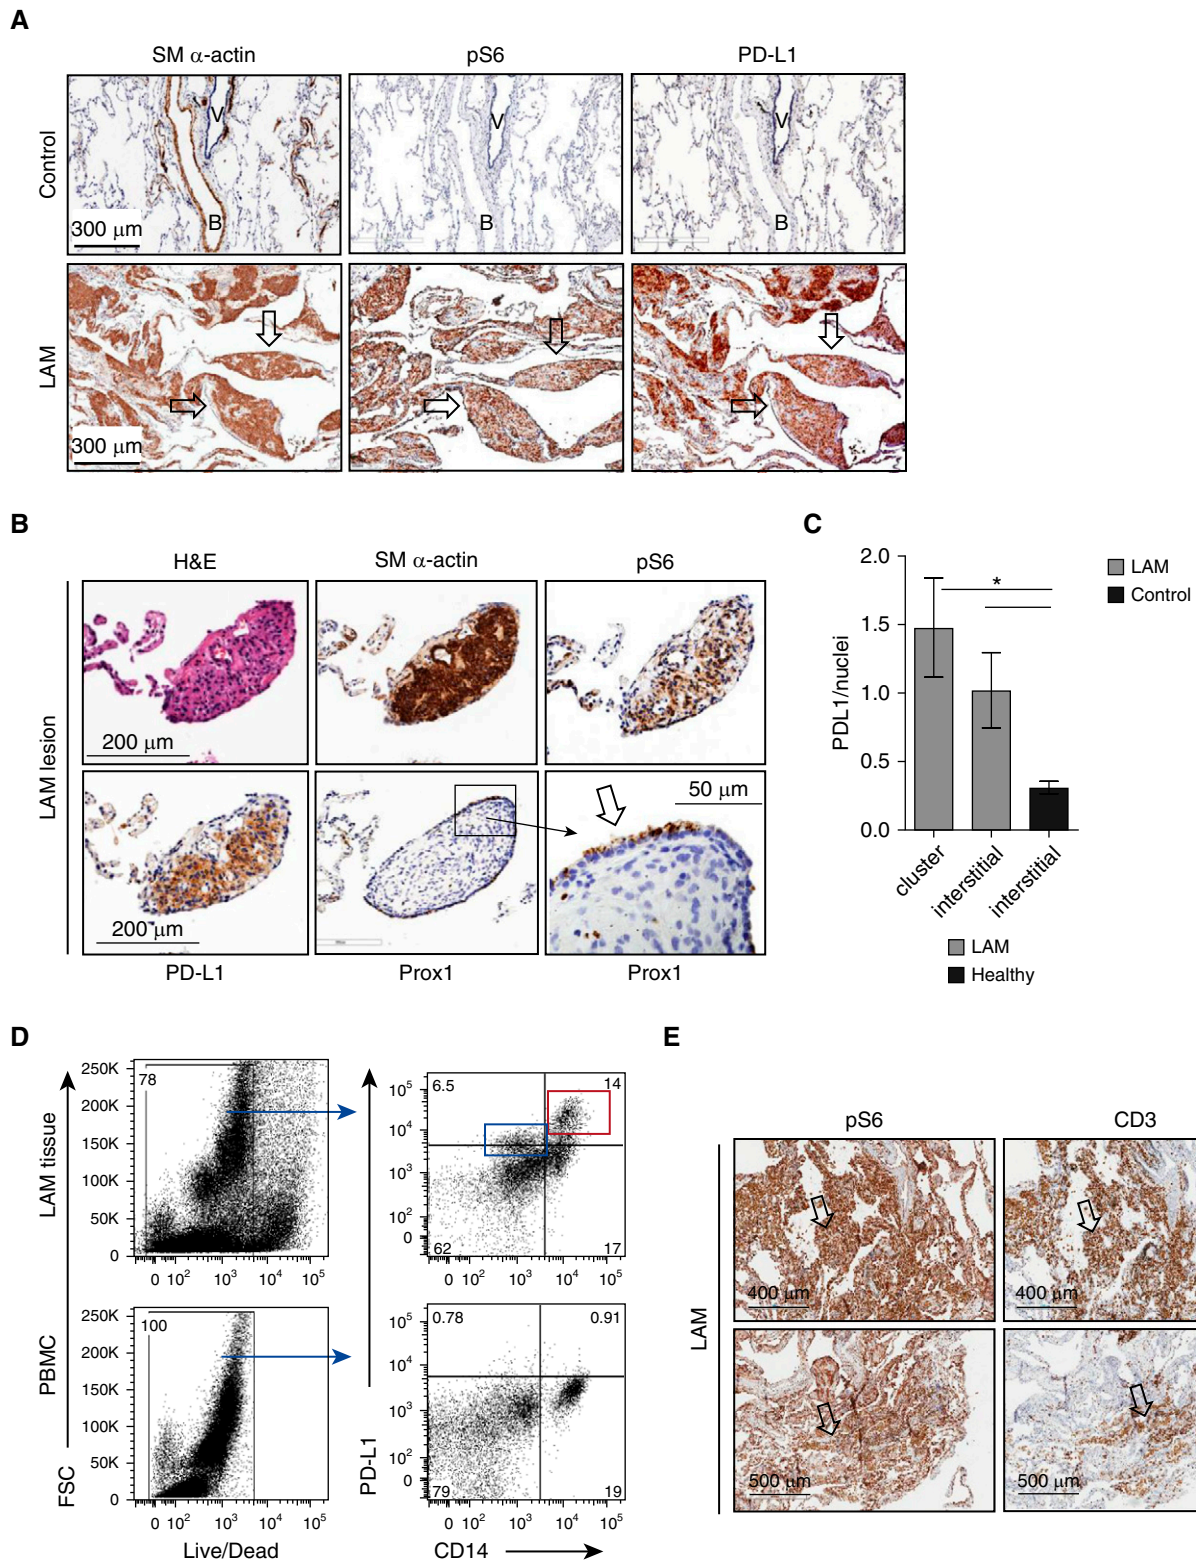 A
SM α-actin
pS6
PD-L1
Control
V
B
300 μm
V
B
V
B
LAM
300 μm
B
H&E
SM α-actin
pS6
LAM lesion
200 μm
200 μm
50 μm
PD-L1
Prox1
Prox1
C
2.0
1.5
1.0
0.5
0.0
PDL1/nuclei
*
cluster
interstitial
interstitial
LAM
Control
LAM
Healthy
D
LAM tissue
250K
200K
150K
100K
50K
0
78
0 10² 10³ 10⁴ 10⁵
6.5
14
62
17
10⁵
10⁴
10³
10²
0
0 10² 10³ 10⁴ 10⁵
PBMC
FSC
250K
200K
150K
100K
50K
0
100
0 10² 10³ 10⁴ 10⁵
Live/Dead
PD-L1
0.78
0.91
79
19
10⁵
10⁴
10³
10²
0
0 10² 10³ 10⁴ 10⁵
CD14
E
pS6
CD3
LAM
400 μm
400 μm
500 μm
500 μm